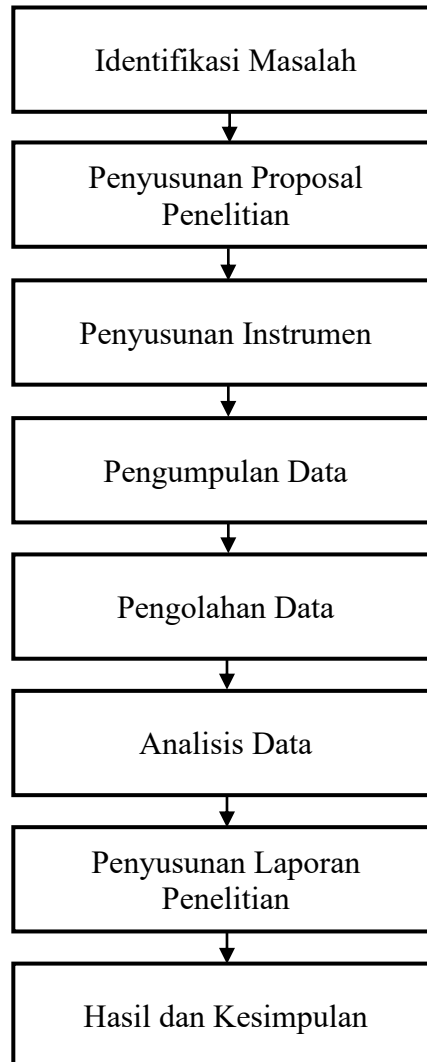 Identifikasi Masalah
Penyusunan Proposal
Penelitian
Penyusunan Instrumen
Pengumpulan Data
Pengolahan Data
Analisis Data
Penyusunan Laporan
Penelitian
Hasil dan Kesimpulan